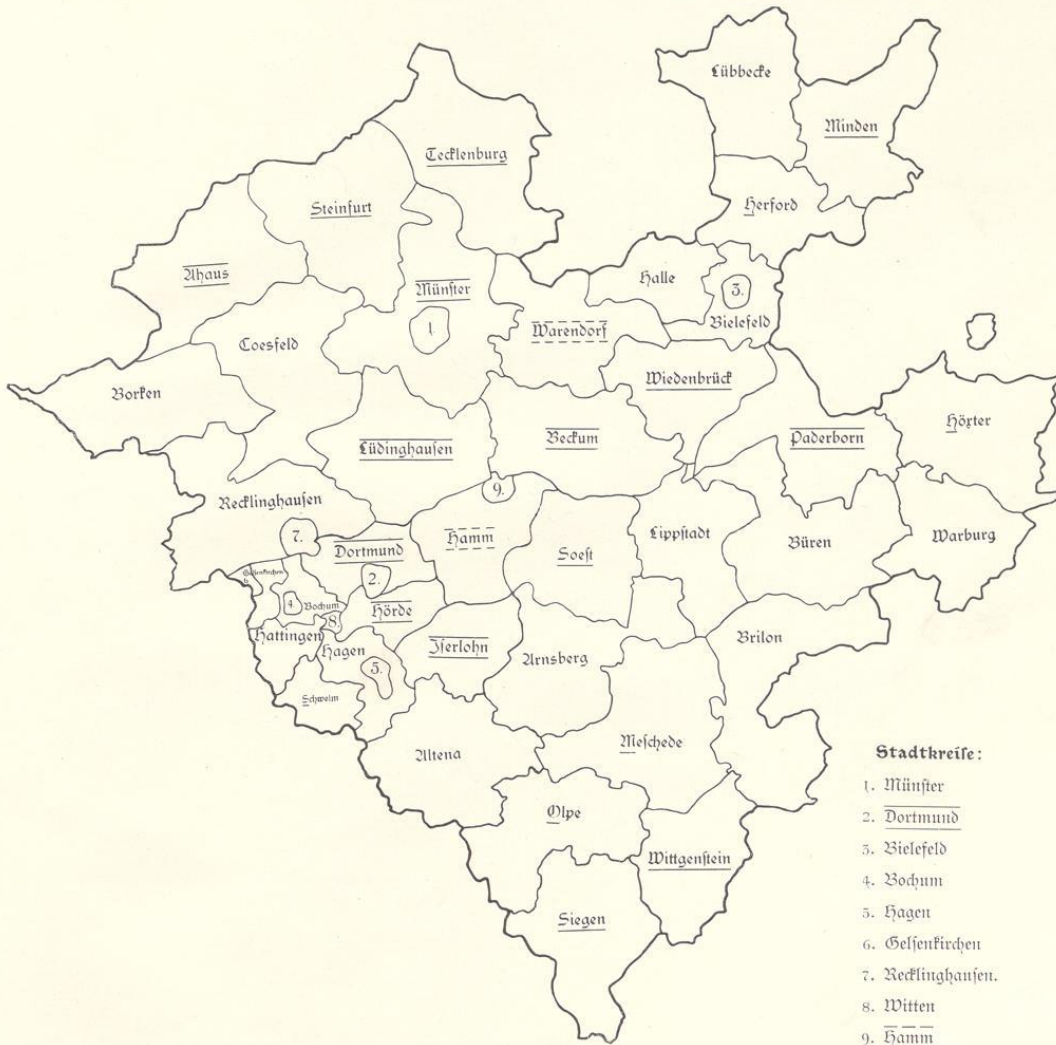 Lübbecke
Minden
Tecklenburg
Herford
Steinfurt
Ahaus
Münster
Halle
3.
Bielefeld
1.
Warendorf
Coesfeld
Wiedenbrück
Borken
Höxter
Lüdinghausen
Beckum
Paderborn
9.
Recklinghausen
7.
Dortmund
Hamm
Soest
Lippstadt
Büren
Warburg
Gelsenkirchen
6.
2.
4.
Bochum
8.
Hörde
Hattingen
Hagen
5.
Iserlohn
Arnsberg
Brilon
Schwelm
Altena
Meschede
Olpe
Wittgenstein
Siegen
Stadtkreise:
1. Münster
2. Dortmund
3. Bielefeld
4. Bochum
5. Hagen
6. Gelsenkirchen
7. Recklinghausen.
8. Witten
9. Hamm